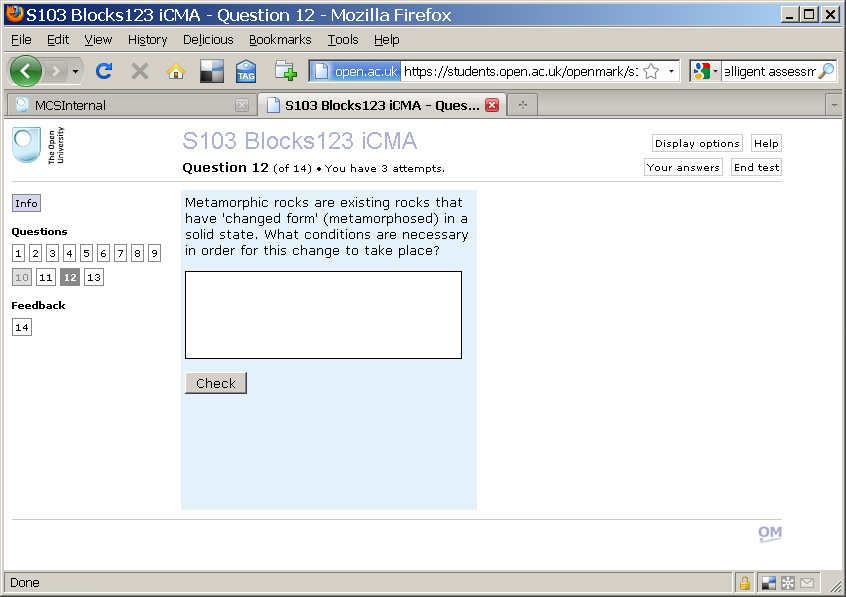 S103 Blocks123 iCMA - Question 12 - Mozilla Firefox
File Edit View History Delicious Bookmarks Tools Help
TAG open.ac.uk https://students.open.ac.uk/openmark/s: elligent assessm
MCSInternal S103 Blocks123 iCMA - Ques...
The Open
University
S103 Blocks123 iCMA
Display options Help
Question 12 (of 14) • You have 3 attempts.
Your answers End test
Info
Metamorphic rocks are existing rocks that
have 'changed form' (metamorphosed) in a
solid state. What conditions are necessary
in order for this change to take place?
Questions
1 2 3 4 5 6 7 8 9
10 11 12 13
Feedback
14
Check
OM
Done